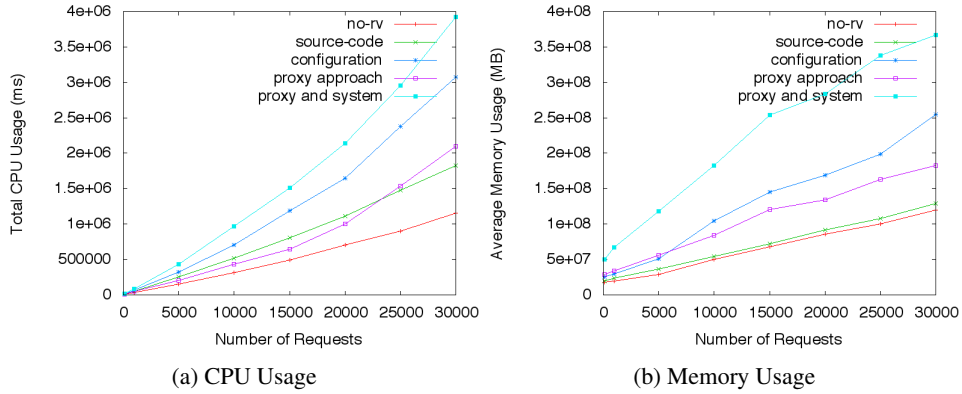 4e+06
3.5e+06
3e+06
2.5e+06
2e+06
1.5e+06
1e+06
500000
0
Total CPU Usage (ms)
no-rv
source-code
configuration
proxy approach
proxy and system
0 5000 10000 15000 20000 25000 30000
Number of Requests
(a) CPU Usage
4e+08
3.5e+08
3e+08
2.5e+08
2e+08
1.5e+08
1e+08
5e+07
0
Average Memory Usage (MB)
no-rv
source-code
configuration
proxy approach
proxy and system
0 5000 10000 15000 20000 25000 30000
Number of Requests
(b) Memory Usage